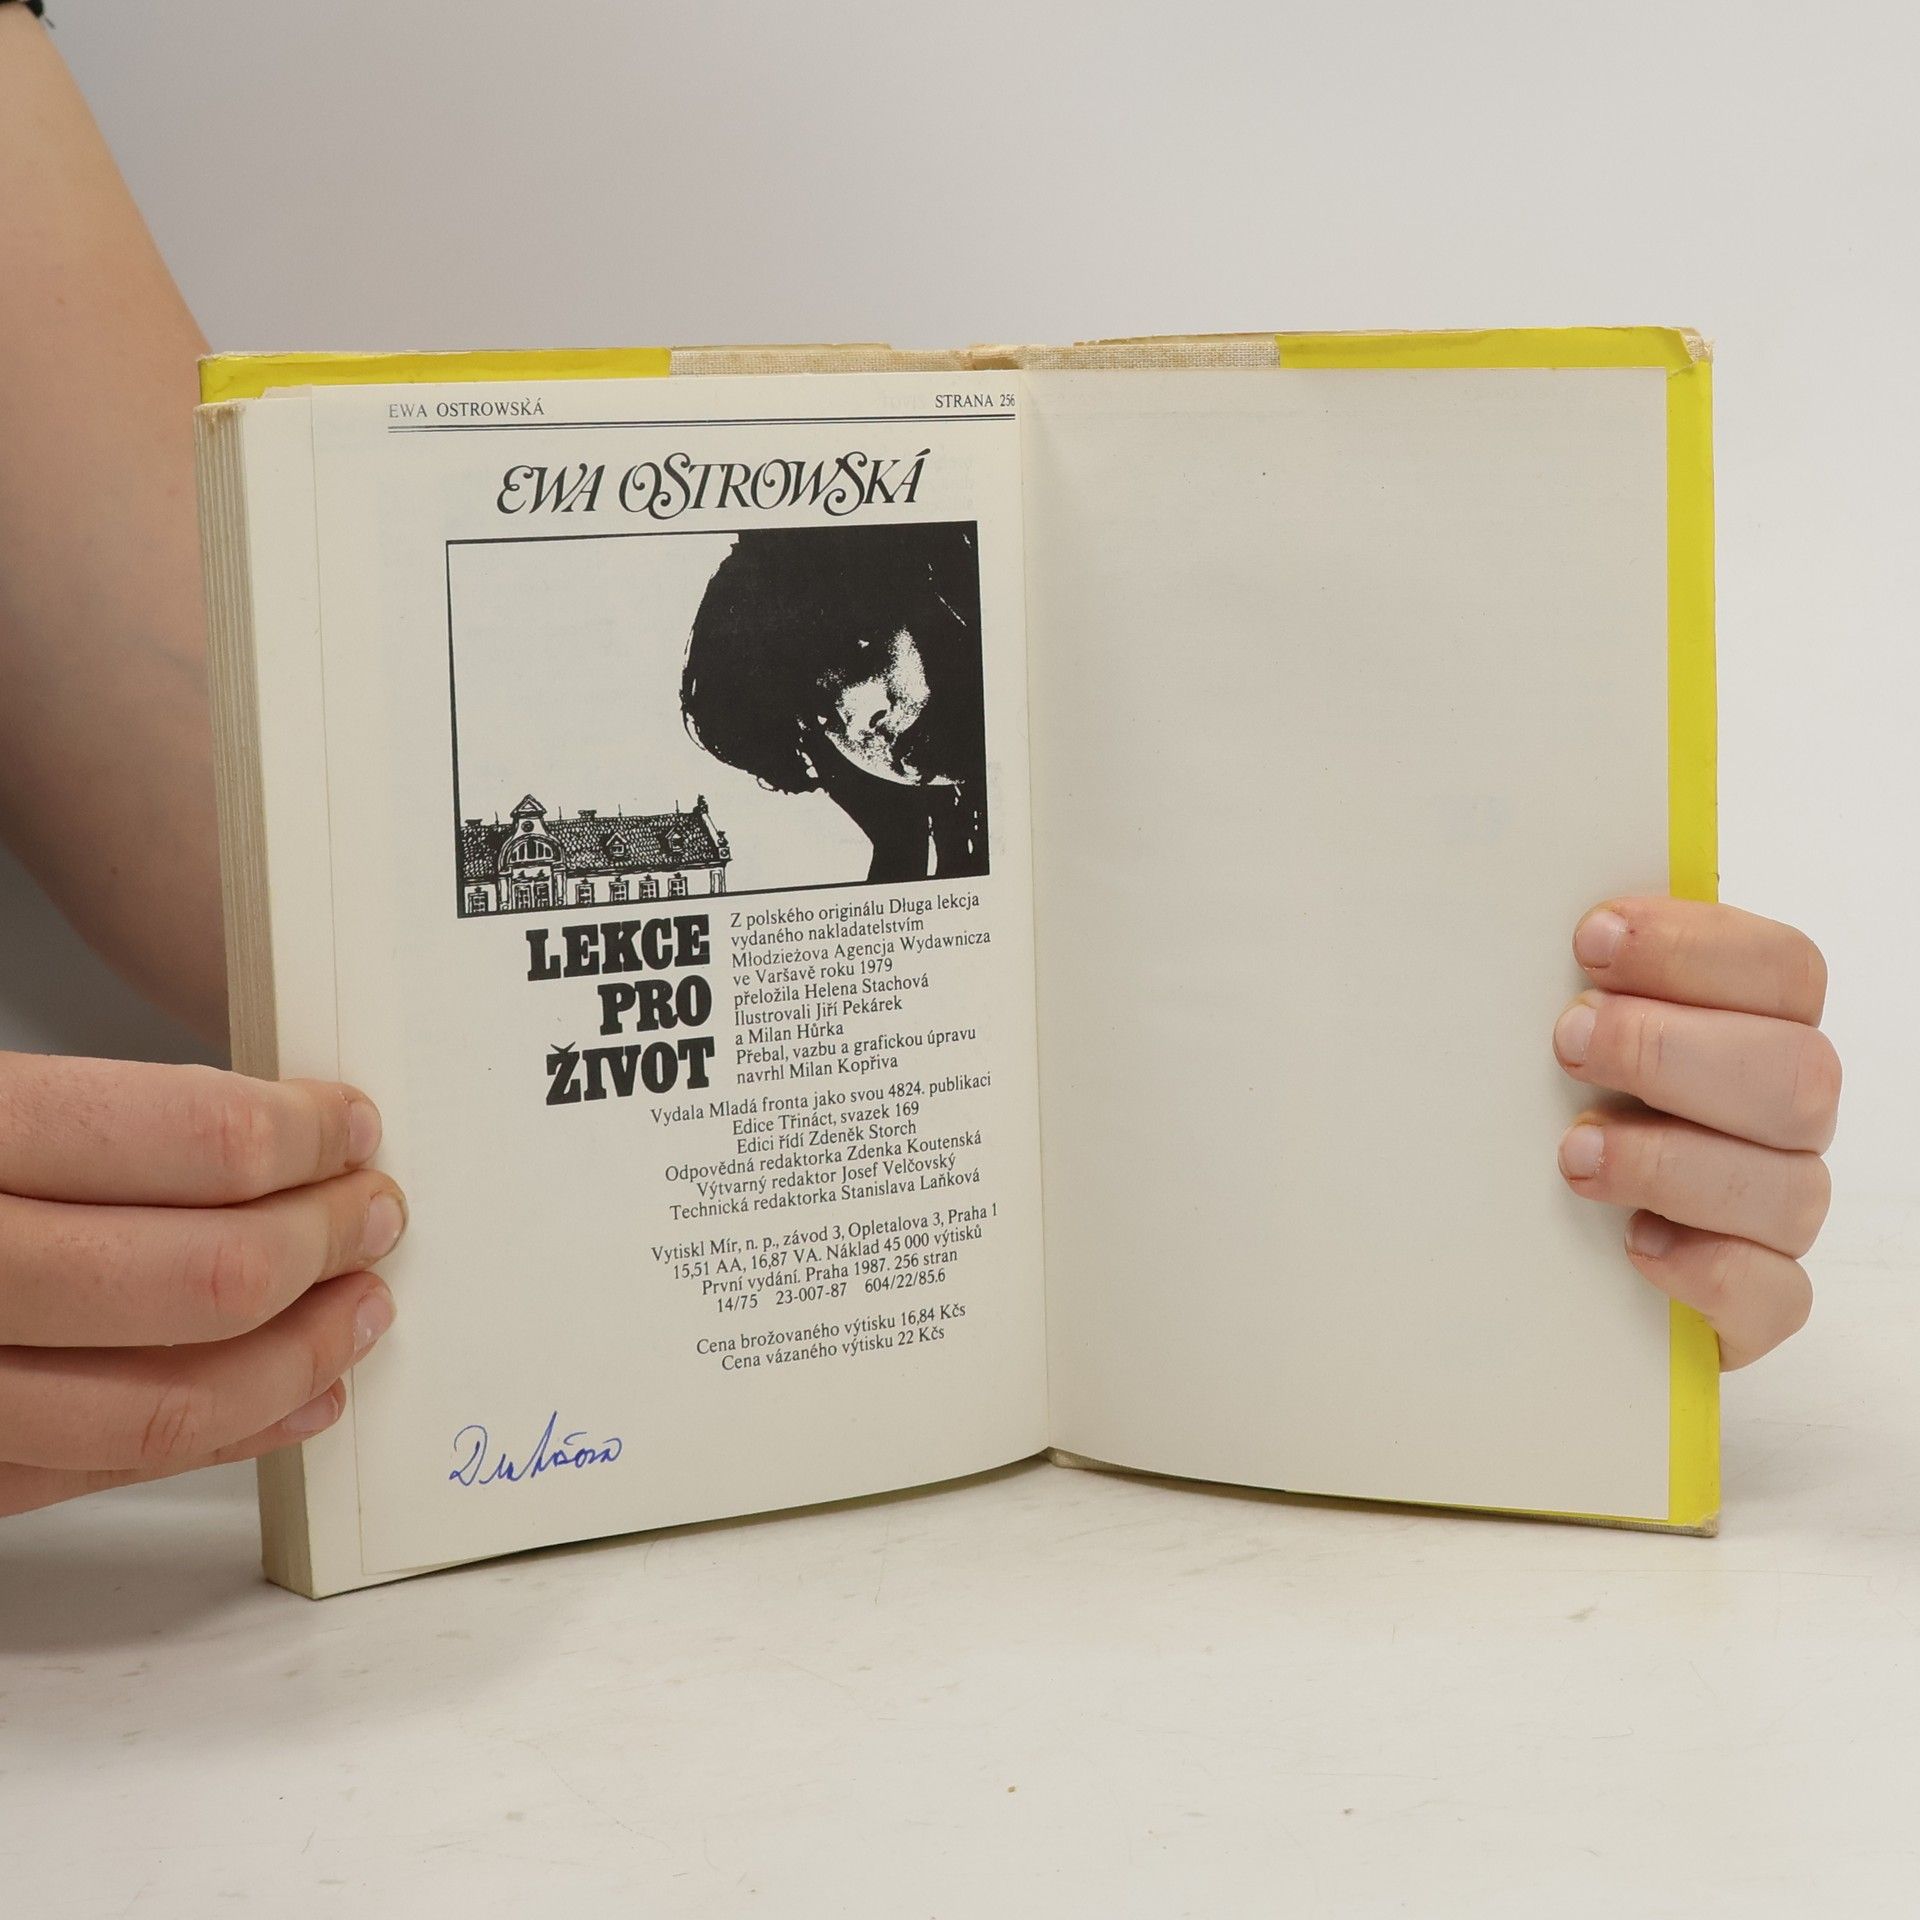 EWA OSTROWSKÁ
STRANA 256
EWA OSTROWSKÁ
LEKCE
PRO
ŽIVOT
Z polského originálu Długa lekcja
vydaného nakladatelstvím
Młodzieżova Agencja Wydawnicza
ve Varšavě roku 1979
přeložila Helena Stachová
Ilustrovali Jiří Pekárek
a Milan Hůrka
Přebal, vazbu a grafickou úpravu
navrhl Milan Kopřiva
Vydala Mladá fronta jako svou 4824. publikaci
Edice Třináct, svazek 169
Edici řídí Zdeněk Storch
Odpovědná redaktorka Zdenka Koutenská
Výtvarný redaktor Josef Velčovský
Technická redaktorka Stanislava Laňková
Vytiskl Mír, n. p., závod 3, Opletalova 3, Praha 1
15,51 AA, 16,87 VA. Náklad 45 000 výtisků
První vydání. Praha 1987. 256 stran
14/75 23-007-87 604/22/85.6
Cena brožovaného výtisku 16,84 Kčs
Cena vázaného výtisku 22 Kčs